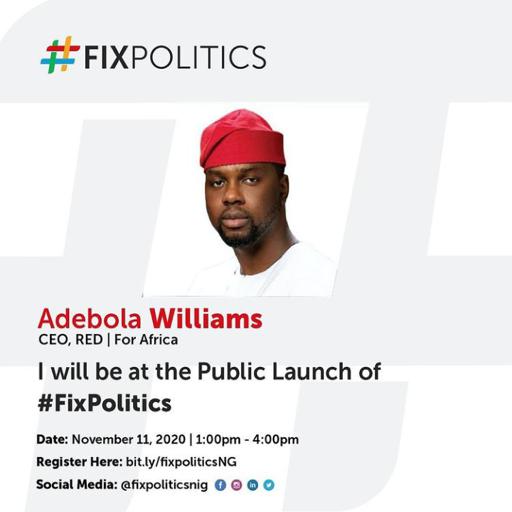 #FIXPOLITICS
Adebola Williams
CEO, RED | For Africa
I will be at the Public Launch of
#FixPolitics
Date: November 11, 2020 | 1:00pm - 4:00pm
Register Here: bit.ly/fixpoliticsNG
Social Media: @fixpoliticsnig